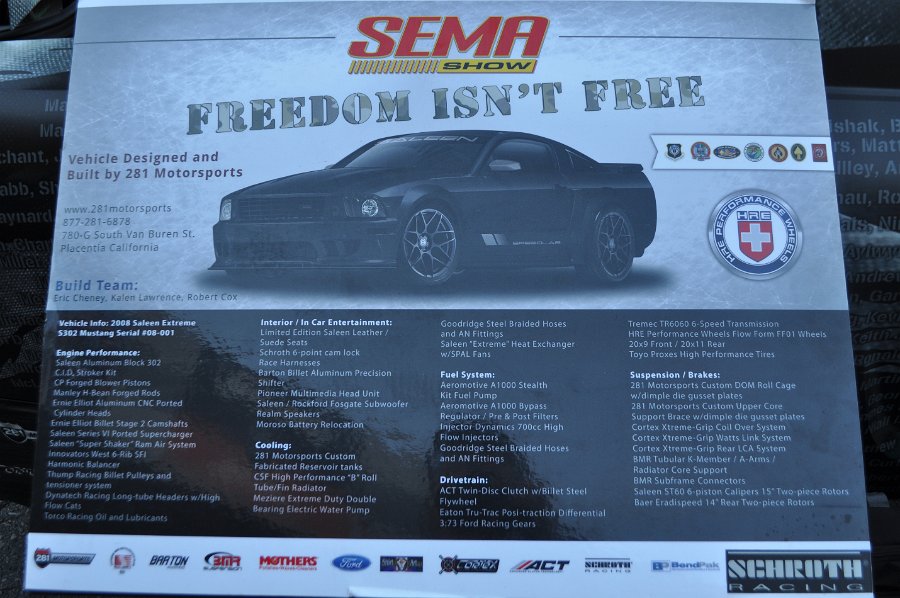 SEMA
SHOW
FREEDOM ISN'T FREE
Vehicle Designed and
Built by 281 Motorsports
www.281motorsports
877-281-6878
780-G South Van Buren St.
Placentia California
Build Team:
Eric Cheney, Kalen Lawrence, Robert Cox
SALEEN
SPEEDLAB
HRE PERFORMANCE WHEELS
HRE
HRE PERFORMANCE WHEELS
Vehicle Info: 2008 Saleen Extreme
S302 Mustang Serial #08-001
Engine Performance:
Saleen Aluminum Block 302
C.I.D, Stroker Kit
CP Forged Blower Pistons
Manley H-Bean Forged Rods
Ernie Elliot Aluminum CNC Ported
Cylinder Heads
Ernie Elliot Billet Stage 2 Camshafts
Saleen Series VI Ported Supercharger
Saleen "Super Shaker" Ram Air System
Innovators West 6-Rib SFI
Harmonic Balancer
Thump Racing Billet Pulleys and
tensioner system
Dynatech Racing Long-tube Headers w/High
Flow Cats
Torco Racing Oil and Lubricants
Interior / In Car Entertainment:
Limited Edition Saleen Leather /
Suede Seats
Schroth 6-point cam lock
Race Harnesses
Barton Billet Aluminum Precision
Shifter
Pioneer Multimedia Head Unit
Saleen / Rockford Fosgate Subwoofer
Realm Speakers
Moroso Battery Relocation
Cooling:
281 Motorsports Custom
Fabricated Reservoir tanks
CSF High Performance "B" Roll
Tube/Fin Radiator
Meziere Extreme Duty Double
Bearing Electric Water Pump
Goodridge Steel Braided Hoses
and AN Fittings
Saleen "Extreme" Heat Exchanger
w/SPAL Fans
Fuel System:
Aeromotive A1000 Stealth
Kit Fuel Pump
Aeromotive A1000 Bypass
Regulator / Pre & Post Filters
Injector Dynamics 700cc High
Flow Injectors
Goodridge Steel Braided Hoses
and AN Fittings
Drivetrain:
ACT Twin-Disc Clutch w/Billet Steel
Flywheel
Eaton Tru-Trac Posi-traction Differential
3:73 Ford Racing Gears
Tremec TR6060 6-Speed Transmission
HRE Performance Wheels Flow Form FF01 Wheels
20x9 Front / 20x11 Rear
Toyo Proxes High Performance Tires
Suspension / Brakes:
281 Motorsports Custom DOM Roll Cage
w/dimple die gusset plates
281 Motorsports Custom Upper Core
Support Brace w/dimple die gusset plates
Cortex Xtreme-Grip Coil Over System
Cortex Xtreme-Grip Watts Link System
Cortex Xtreme-Grip Rear LCA System
BMR Tubular K-Member / A-Arms /
Radiator Core Support
BMR Subframe Connectors
Saleen ST60 6-piston Calipers 15" Two-piece Rotors
Baer Eradispeed 14" Rear Two-piece Rotors
281 MOTORSPORTS
BARTON
BMR SUSPENSION
MOTHERS
Polishes•Waxes•Cleaners
Ford
CORTEX
ACT
SCHROTH
RACING
BendPak
SCHROTH
RACING